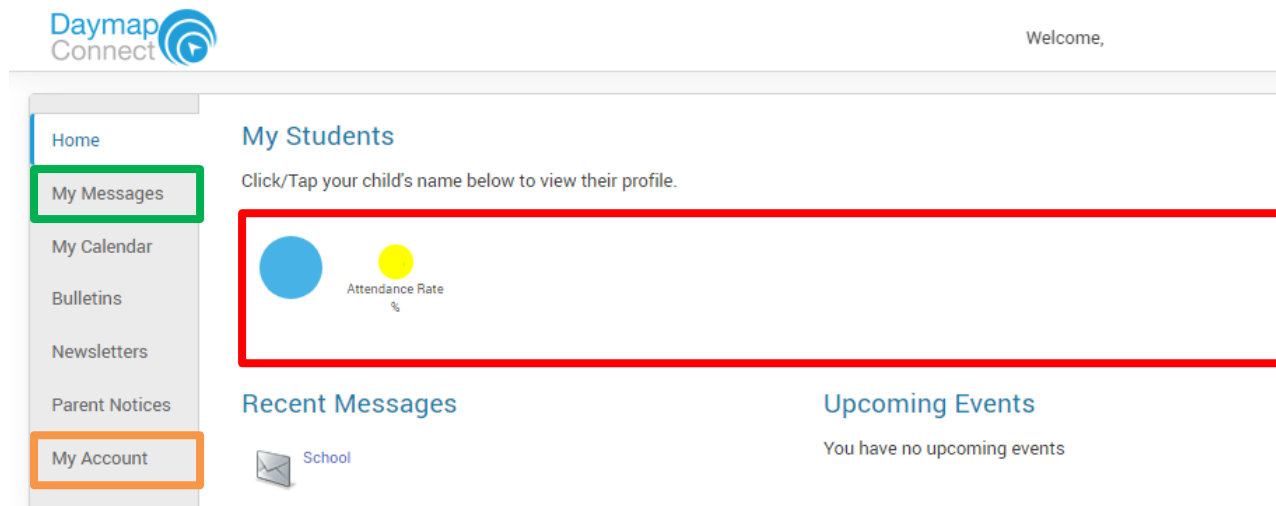 Daymap
Connect
Welcome,
Home
My Messages
My Calendar
Bulletins
Newsletters
Parent Notices
My Account
My Students
Click/Tap your child's name below to view their profile.
Attendance Rate
%
Recent Messages
School
Upcoming Events
You have no upcoming events